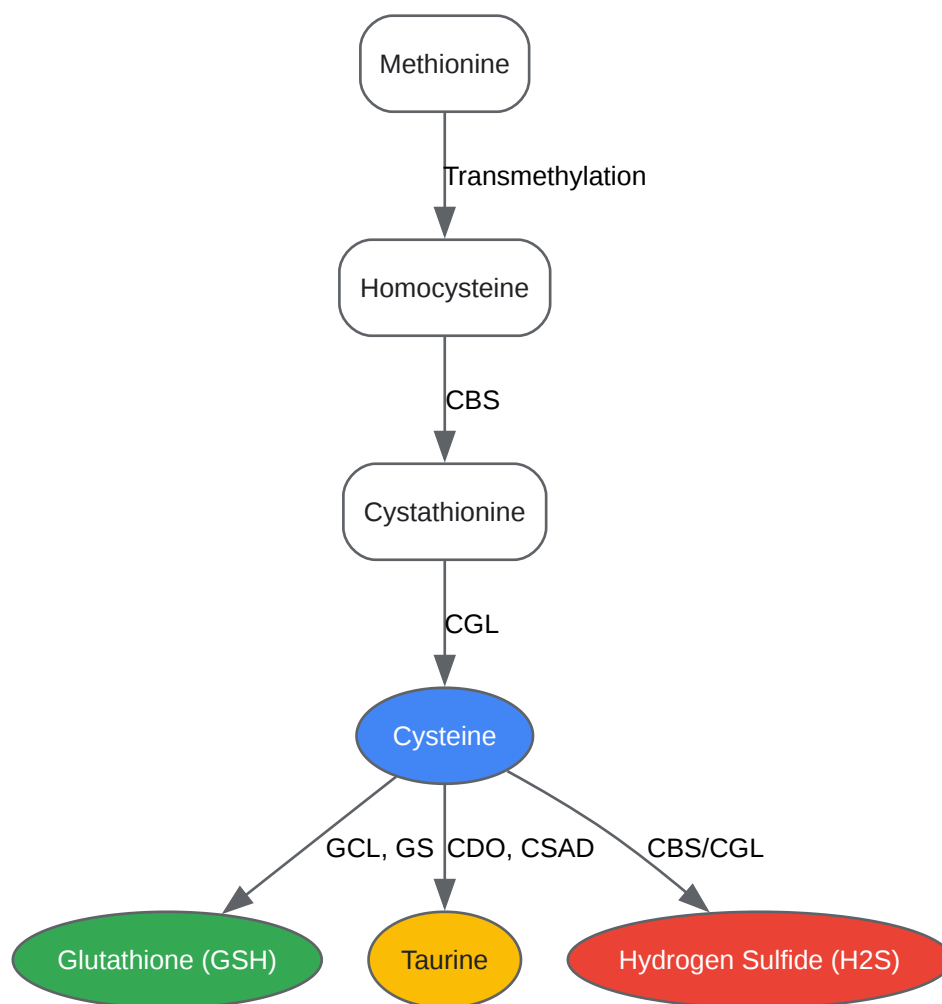 Methionine
Transmethylation
Homocysteine
CBS
Cystathionine
CGL
Cysteine
GCL, GS
CDO, CSAD
CBS/CGL
Glutathione (GSH)
Taurine
Hydrogen Sulfide (H2S)